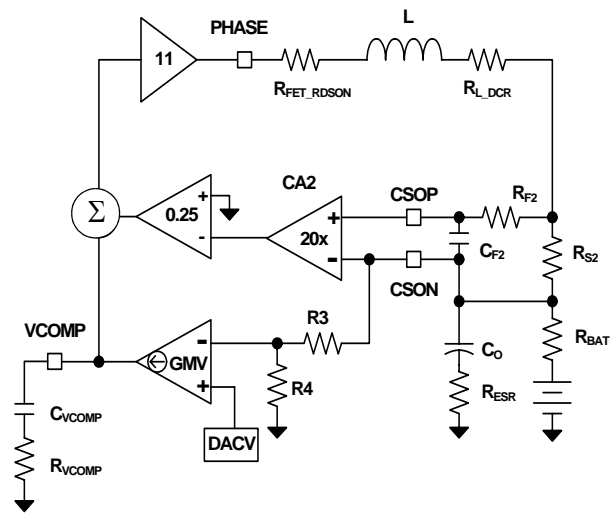 PHASE
L
11
RFET_RDSON
RL_DCR
CA2
CSOP
RF2
Σ
0.25
+
-
20x
+
-
CF2
RS2
CSON
VCOMP
R3
RBAT
GMV
-
+
R4
CO
RESR
CVCOMP
DACV
RVCOMP